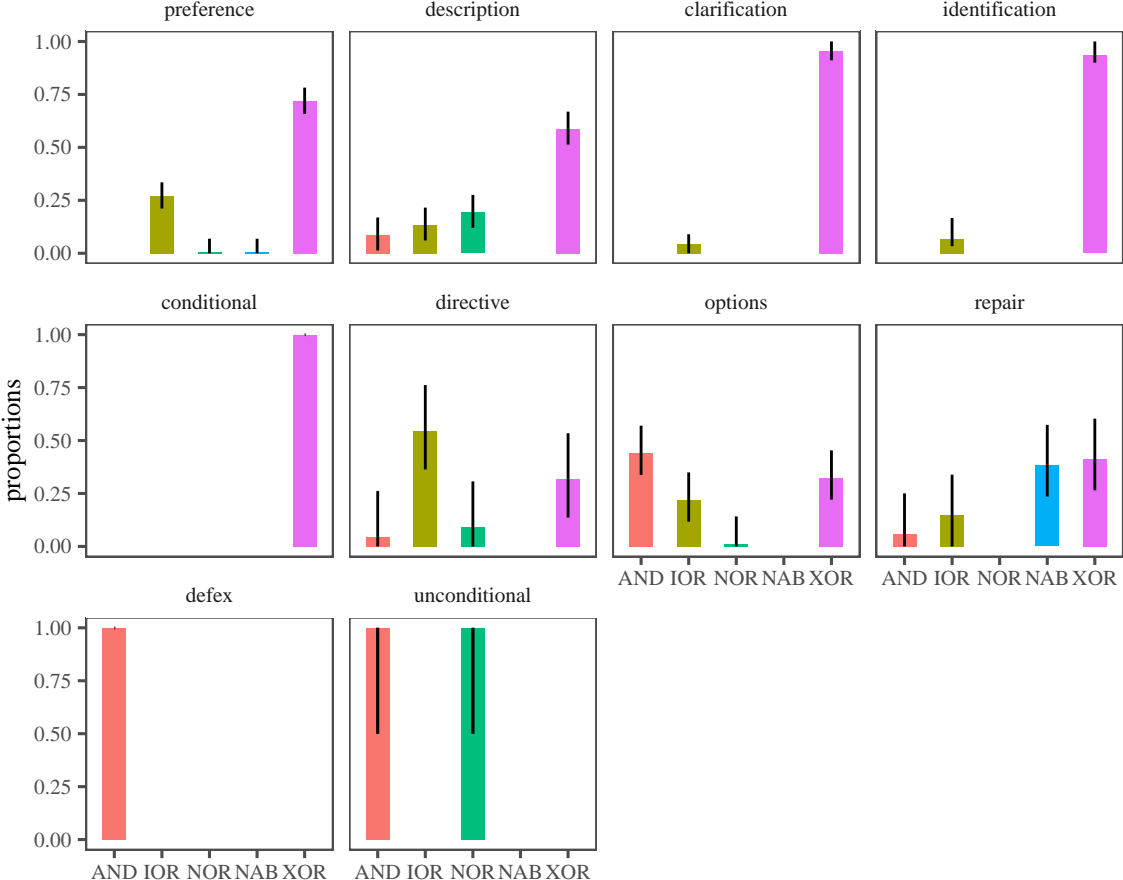 preference description clarification identification
1.00
0.75
0.50
0.25
0.00
conditional directive options repair
1.00
0.75
0.50
0.25
0.00
proportions
AND IOR NOR NAB XOR AND IOR NOR NAB XOR
defex unconditional
1.00
0.75
0.50
0.25
0.00
AND IOR NOR NAB XOR AND IOR NOR NAB XOR